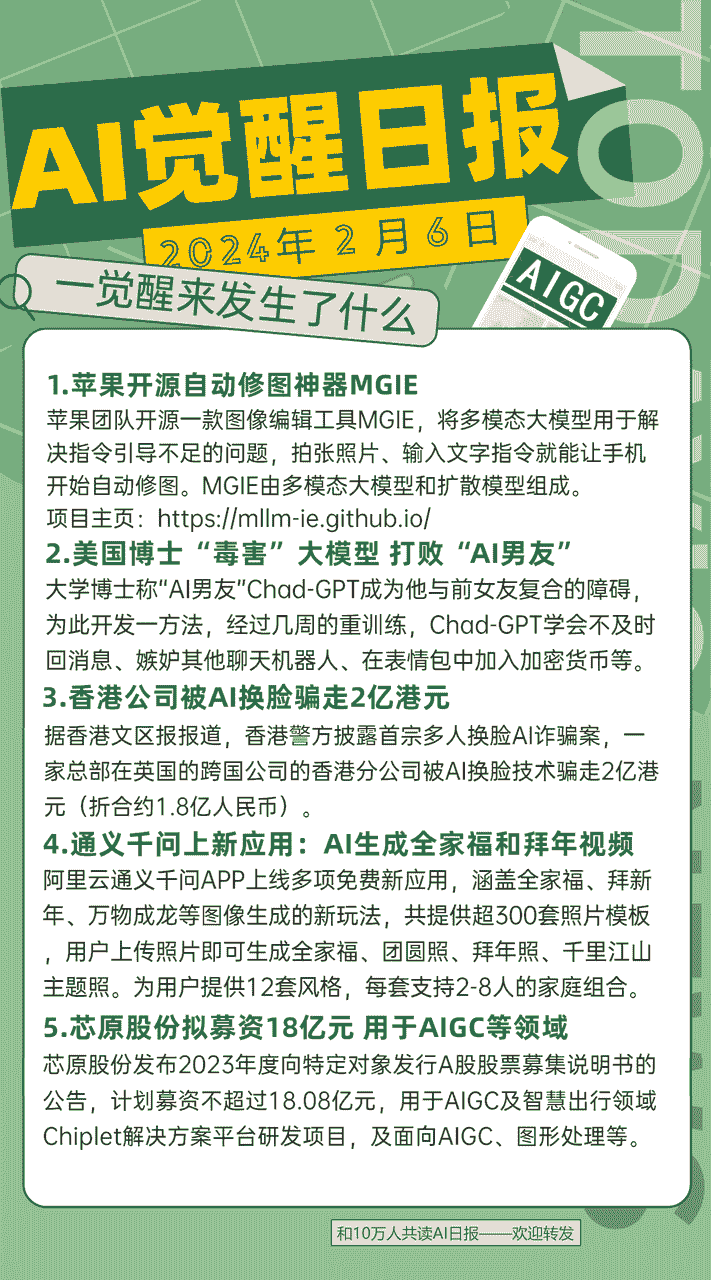 AI觉醒日报
2024年 2 月 6 日
AIGC
一觉醒来发生了什么
1.苹果开源自动修图神器MGIE
苹果团队开源一款图像编辑工具MGIE，将多模态大模型用于解
决指令引导不足的问题，拍张照片、输入文字指令就能让手机
开始自动修图。MGIE由多模态大模型和扩散模型组成。
项目主页：https://mllm-ie.github.io/
2.美国博士“毒害”大模型 打败“AI男友”
大学博士称“AI男友”Chad-GPT成为他与前女友复合的障碍，
为此开发一方法，经过几周的重训练，Chad-GPT学会不及时
回消息、嫉妒其他聊天机器人、在表情包中加入加密货币等。
3.香港公司被AI换脸骗走2亿港元
据香港文区报报道，香港警方披露首宗多人换脸AI诈骗案，一
家总部在英国的跨国公司的香港分公司被AI换脸技术骗走2亿港
元（折合约1.8亿人民币）。
4.通义千问上新应用：AI生成全家福和拜年视频
阿里云通义千问APP上线多项免费新应用，涵盖全家福、拜新
年、万物成龙等图像生成的新玩法，共提供超300套照片模板
，用户上传照片即可生成全家福、团圆照、拜年照、千里江山
主题照。为用户提供12套风格，每套支持2-8人的家庭组合。
5.芯原股份拟募资18亿元 用于AIGC等领域
芯原股份发布2023年度向特定对象发行A股股票募集说明书的
公告，计划募资不超过18.08亿元，用于AIGC及智慧出行领域
Chiplet解决方案平台研发项目，及面向AIGC、图形处理等。
和10万人共读AI日报——欢迎转发